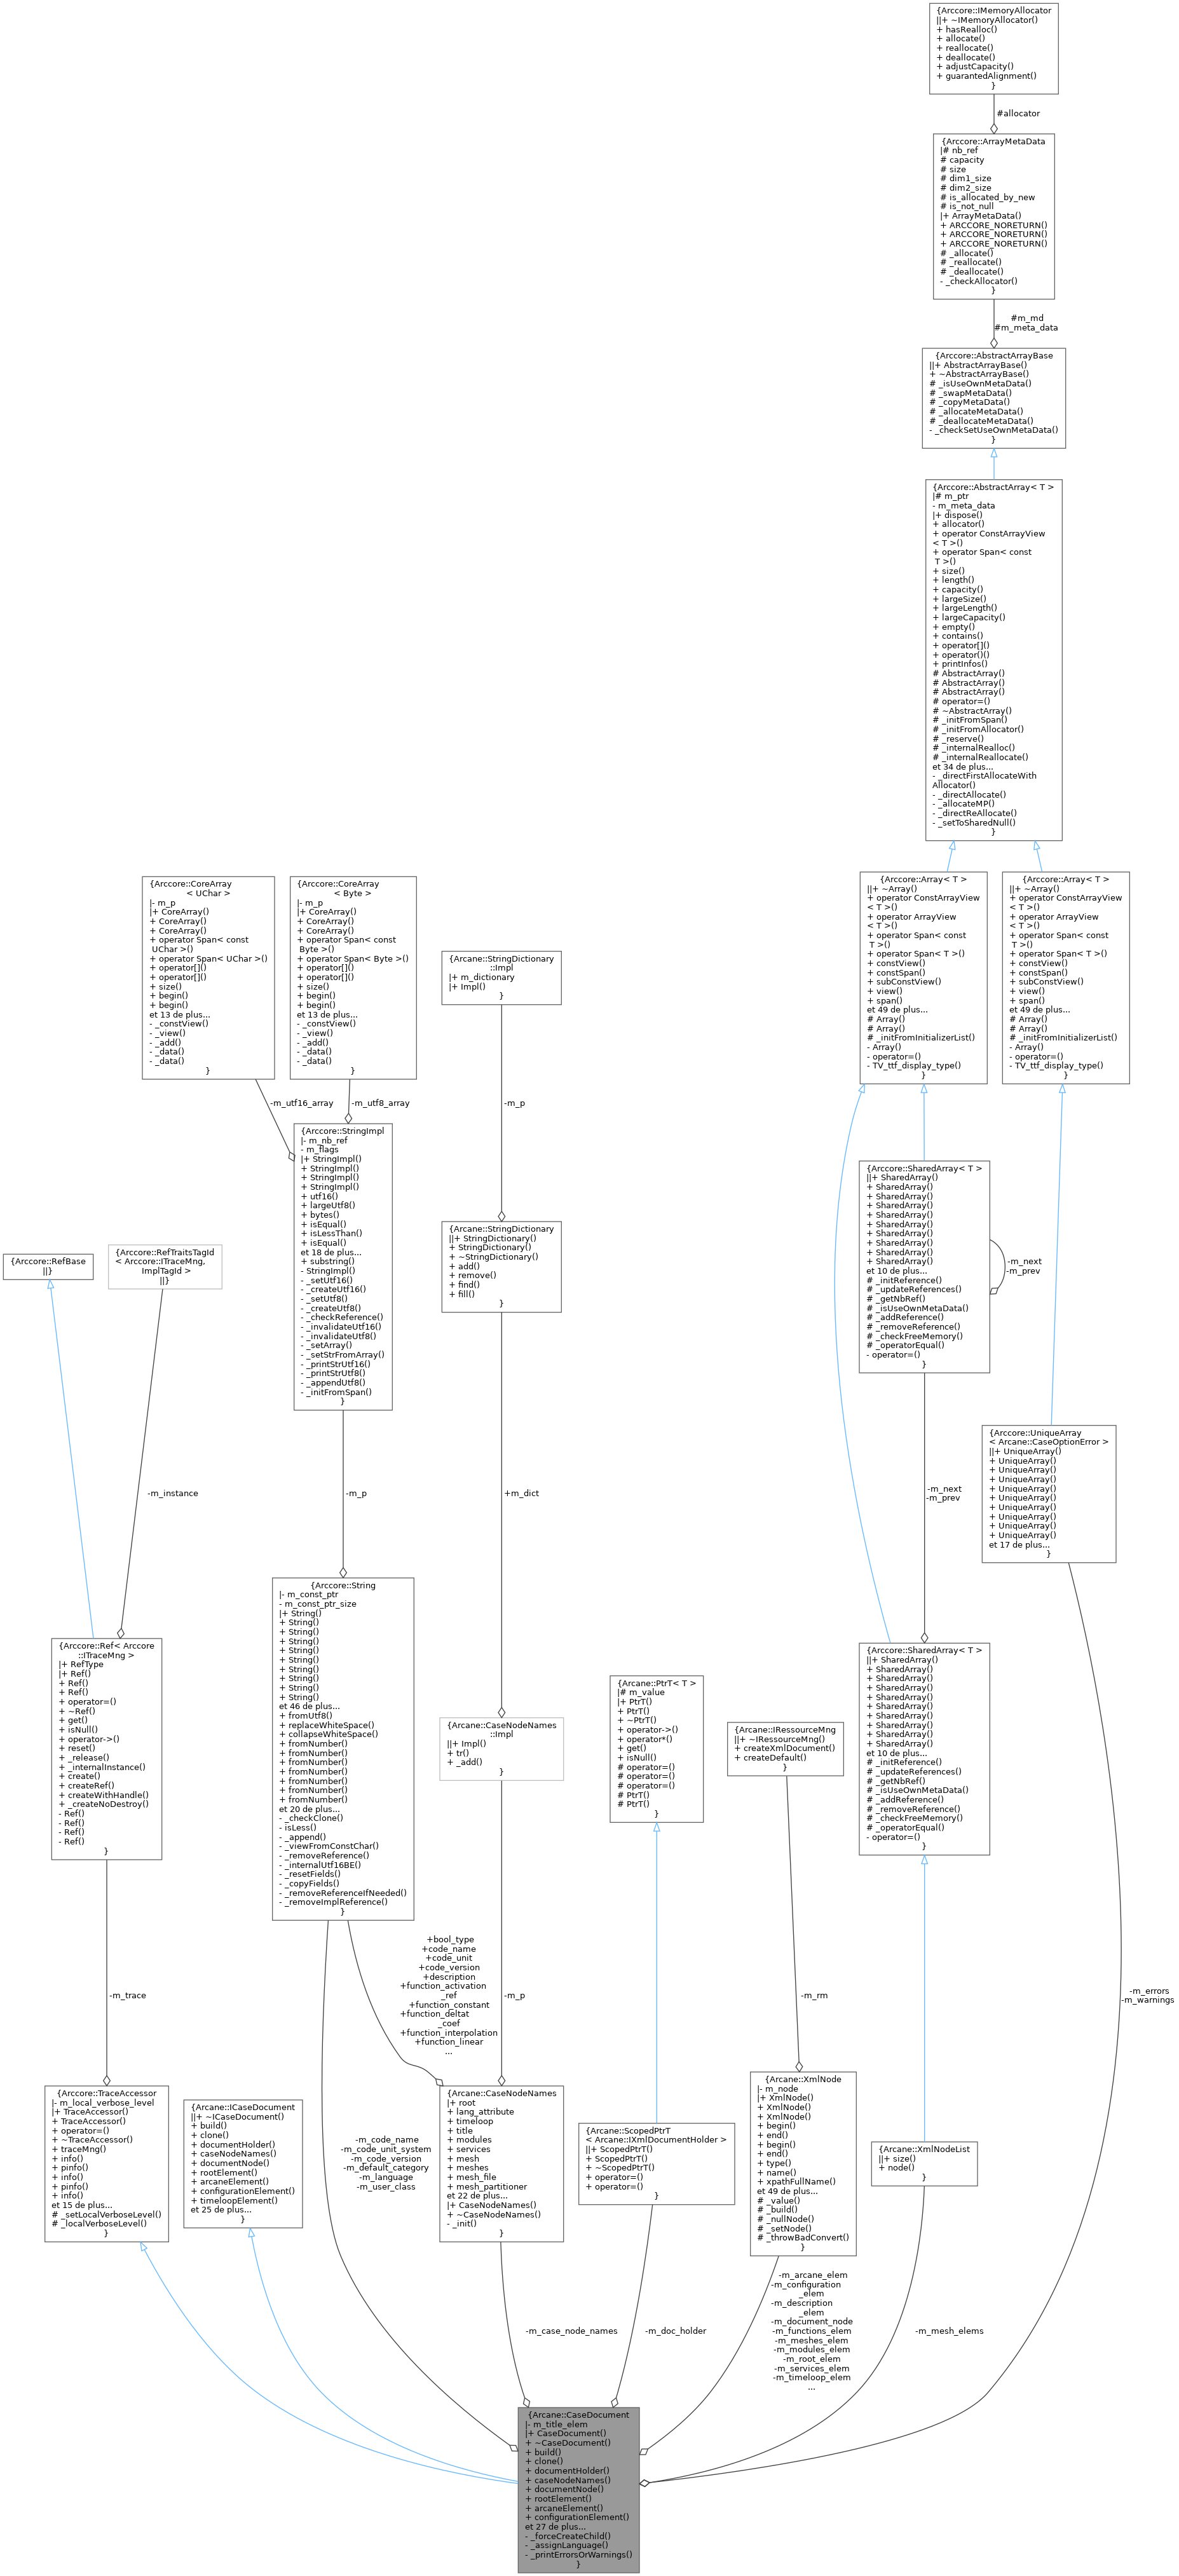 {Arccore::IMemoryAllocator
||+ ~IMemoryAllocator()
+ hasRealloc()
+ allocate()
+ reallocate()
+ deallocate()
+ adjustCapacity()
+ guarantedAlignment()
}
#allocator
{Arccore::ArrayMetaData
|# nb_ref
# capacity
# size
# dim1_size
# dim2_size
# is_allocated_by_new
# is_not_null
|+ ArrayMetaData()
+ ARCCORE_NORETURN()
+ ARCCORE_NORETURN()
+ ARCCORE_NORETURN()
# _allocate()
# _reallocate()
# _deallocate()
- _checkAllocator()
}
#m_md
#m_meta_data
{Arccore::AbstractArrayBase
||+ AbstractArrayBase()
+ ~AbstractArrayBase()
# _isUseOwnMetaData()
# _swapMetaData()
# _copyMetaData()
# _allocateMetaData()
# _deallocateMetaData()
- _checkSetUseOwnMetaData()
}
{Arccore::AbstractArray< T >
|# m_ptr
- m_meta_data
|+ dispose()
+ allocator()
+ operator ConstArrayView
< T >()
+ operator Span< const
T >()
+ size()
+ length()
+ capacity()
+ largeSize()
+ largeLength()
+ largeCapacity()
+ empty()
+ contains()
+ operator[]()
+ operator()()
+ printInfos()
# AbstractArray()
# AbstractArray()
# AbstractArray()
# operator=()
# ~AbstractArray()
# _initFromSpan()
# _initFromAllocator()
# _reserve()
# _internalRealloc()
# _internalReallocate()
et 34 de plus...
- _directFirstAllocateWith
Allocator()
- _directAllocate()
- _allocateMP()
- _directReAllocate()
- _setToSharedNull()
}
{Arccore::CoreArray
< UChar >
|- m_p
|+ CoreArray()
+ CoreArray()
+ CoreArray()
+ operator Span< const
UChar >()
+ operator Span< UChar >()
+ operator[]()
+ operator[]()
+ size()
+ begin()
+ begin()
et 13 de plus...
- _constView()
- _view()
- _add()
- _data()
- _data()
}
{Arccore::CoreArray
< Byte >
|- m_p
|+ CoreArray()
+ CoreArray()
+ CoreArray()
+ operator Span< const
Byte >()
+ operator Span< Byte >()
+ operator[]()
+ operator[]()
+ size()
+ begin()
+ begin()
et 13 de plus...
- _constView()
- _view()
- _add()
- _data()
- _data()
}
{Arcane::StringDictionary
::Impl
|+ m_dictionary
|+ Impl()
}
{Arccore::Array< T >
||+ ~Array()
+ operator ConstArrayView
< T >()
+ operator ArrayView
< T >()
+ operator Span< const
T >()
+ operator Span< T >()
+ constView()
+ constSpan()
+ subConstView()
+ view()
+ span()
et 49 de plus...
# Array()
# Array()
# _initFromInitializerList()
- Array()
- operator=()
- TV_ttf_display_type()
}
{Arccore::Array< T >
||+ ~Array()
+ operator ConstArrayView
< T >()
+ operator ArrayView
< T >()
+ operator Span< const
T >()
+ operator Span< T >()
+ constView()
+ constSpan()
+ subConstView()
+ view()
+ span()
et 49 de plus...
# Array()
# Array()
# _initFromInitializerList()
- Array()
- operator=()
- TV_ttf_display_type()
}
-m_utf16_array
-m_utf8_array
-m_p
{Arccore::StringImpl
|- m_nb_ref
- m_flags
|+ StringImpl()
+ StringImpl()
+ StringImpl()
+ StringImpl()
+ utf16()
+ largeUtf8()
+ bytes()
+ isEqual()
+ isLessThan()
+ isEqual()
et 18 de plus...
+ substring()
- StringImpl()
- _setUtf16()
- _createUtf16()
- _setUtf8()
- _createUtf8()
- _checkReference()
- _invalidateUtf16()
- _invalidateUtf8()
- _setArray()
- _setStrFromArray()
- _printStrUtf16()
- _printStrUtf8()
- _appendUtf8()
- _initFromSpan()
}
{Arccore::RefBase
||}
{Arccore::RefTraitsTagId
< Arccore::ITraceMng,
ImplTagId >
||}
{Arcane::StringDictionary
||+ StringDictionary()
+ StringDictionary()
+ ~StringDictionary()
+ add()
+ remove()
+ find()
+ fill()
}
{Arccore::SharedArray< T >
||+ SharedArray()
+ SharedArray()
+ SharedArray()
+ SharedArray()
+ SharedArray()
+ SharedArray()
+ SharedArray()
+ SharedArray()
+ SharedArray()
+ SharedArray()
et 10 de plus...
# _initReference()
# _updateReferences()
# _getNbRef()
# _isUseOwnMetaData()
# _addReference()
# _removeReference()
# _checkFreeMemory()
# _operatorEqual()
- operator=()
}
-m_next
-m_prev
{Arccore::UniqueArray
< Arcane::CaseOptionError >
||+ UniqueArray()
+ UniqueArray()
+ UniqueArray()
+ UniqueArray()
+ UniqueArray()
+ UniqueArray()
+ UniqueArray()
+ UniqueArray()
+ UniqueArray()
+ UniqueArray()
et 17 de plus...
}
-m_instance
-m_p
+m_dict
-m_next
-m_prev
{Arccore::Ref< Arccore
::ITraceMng >
|+ RefType
|+ Ref()
+ Ref()
+ Ref()
+ operator=()
+ ~Ref()
+ get()
+ isNull()
+ operator->()
+ reset()
+ _release()
+ _internalInstance()
+ create()
+ createRef()
+ createWithHandle()
+ _createNoDestroy()
- Ref()
- Ref()
- Ref()
- Ref()
}
{Arccore::String
|- m_const_ptr
- m_const_ptr_size
|+ String()
+ String()
+ String()
+ String()
+ String()
+ String()
+ String()
+ String()
+ String()
+ String()
et 46 de plus...
+ fromUtf8()
+ replaceWhiteSpace()
+ collapseWhiteSpace()
+ fromNumber()
+ fromNumber()
+ fromNumber()
+ fromNumber()
+ fromNumber()
+ fromNumber()
+ fromNumber()
et 20 de plus...
- _checkClone()
- isLess()
- _append()
- _viewFromConstChar()
- _removeReference()
- _internalUtf16BE()
- _resetFields()
- _copyFields()
- _removeReferenceIfNeeded()
- _removeImplReference()
}
{Arcane::CaseNodeNames
::Impl
||+ Impl()
+ tr()
+ _add()
}
{Arcane::PtrT< T >
|# m_value
|+ PtrT()
+ PtrT()
+ ~PtrT()
+ operator->()
+ operator*()
+ get()
+ isNull()
# operator=()
# operator=()
# operator=()
# PtrT()
# PtrT()
}
{Arcane::IRessourceMng
||+ ~IRessourceMng()
+ createXmlDocument()
+ createDefault()
}
{Arccore::SharedArray< T >
||+ SharedArray()
+ SharedArray()
+ SharedArray()
+ SharedArray()
+ SharedArray()
+ SharedArray()
+ SharedArray()
+ SharedArray()
+ SharedArray()
+ SharedArray()
et 10 de plus...
# _initReference()
# _updateReferences()
# _getNbRef()
# _isUseOwnMetaData()
# _addReference()
# _removeReference()
# _checkFreeMemory()
# _operatorEqual()
- operator=()
}
-m_trace
+bool_type
+code_name
+code_unit
+code_version
+description
+function_activation
_ref
+function_constant
+function_deltat
_coef
+function_interpolation
+function_linear
...
-m_p
-m_rm
-m_errors
-m_warnings
{Arccore::TraceAccessor
|- m_local_verbose_level
|+ TraceAccessor()
+ TraceAccessor()
+ operator=()
+ ~TraceAccessor()
+ traceMng()
+ info()
+ pinfo()
+ info()
+ pinfo()
+ info()
et 15 de plus...
# _setLocalVerboseLevel()
# _localVerboseLevel()
}
{Arcane::ICaseDocument
||+ ~ICaseDocument()
+ build()
+ clone()
+ documentHolder()
+ caseNodeNames()
+ documentNode()
+ rootElement()
+ arcaneElement()
+ configurationElement()
+ timeloopElement()
et 25 de plus...
}
-m_code_name
-m_code_unit_system
-m_code_version
-m_default_category
-m_language
-m_user_class
{Arcane::CaseNodeNames
|+ root
+ lang_attribute
+ timeloop
+ title
+ modules
+ services
+ mesh
+ meshes
+ mesh_file
+ mesh_partitioner
et 22 de plus...
|+ CaseNodeNames()
+ ~CaseNodeNames()
- _init()
}
{Arcane::ScopedPtrT
< Arcane::IXmlDocumentHolder >
||+ ScopedPtrT()
+ ScopedPtrT()
+ ~ScopedPtrT()
+ operator=()
+ operator=()
}
{Arcane::XmlNode
|- m_node
|+ XmlNode()
+ XmlNode()
+ XmlNode()
+ begin()
+ end()
+ begin()
+ end()
+ type()
+ name()
+ xpathFullName()
et 49 de plus...
# _value()
# _build()
# _nullNode()
# _setNode()
# _throwBadConvert()
}
{Arcane::XmlNodeList
||+ size()
+ node()
}
-m_case_node_names
-m_doc_holder
-m_arcane_elem
-m_configuration
_elem
-m_description
_elem
-m_document_node
-m_functions_elem
-m_meshes_elem
-m_modules_elem
-m_root_elem
-m_services_elem
-m_timeloop_elem
...
-m_mesh_elems
{Arcane::CaseDocument
|- m_title_elem
|+ CaseDocument()
+ ~CaseDocument()
+ build()
+ clone()
+ documentHolder()
+ caseNodeNames()
+ documentNode()
+ rootElement()
+ arcaneElement()
+ configurationElement()
et 27 de plus...
- _forceCreateChild()
- _assignLanguage()
- _printErrorsOrWarnings()
}